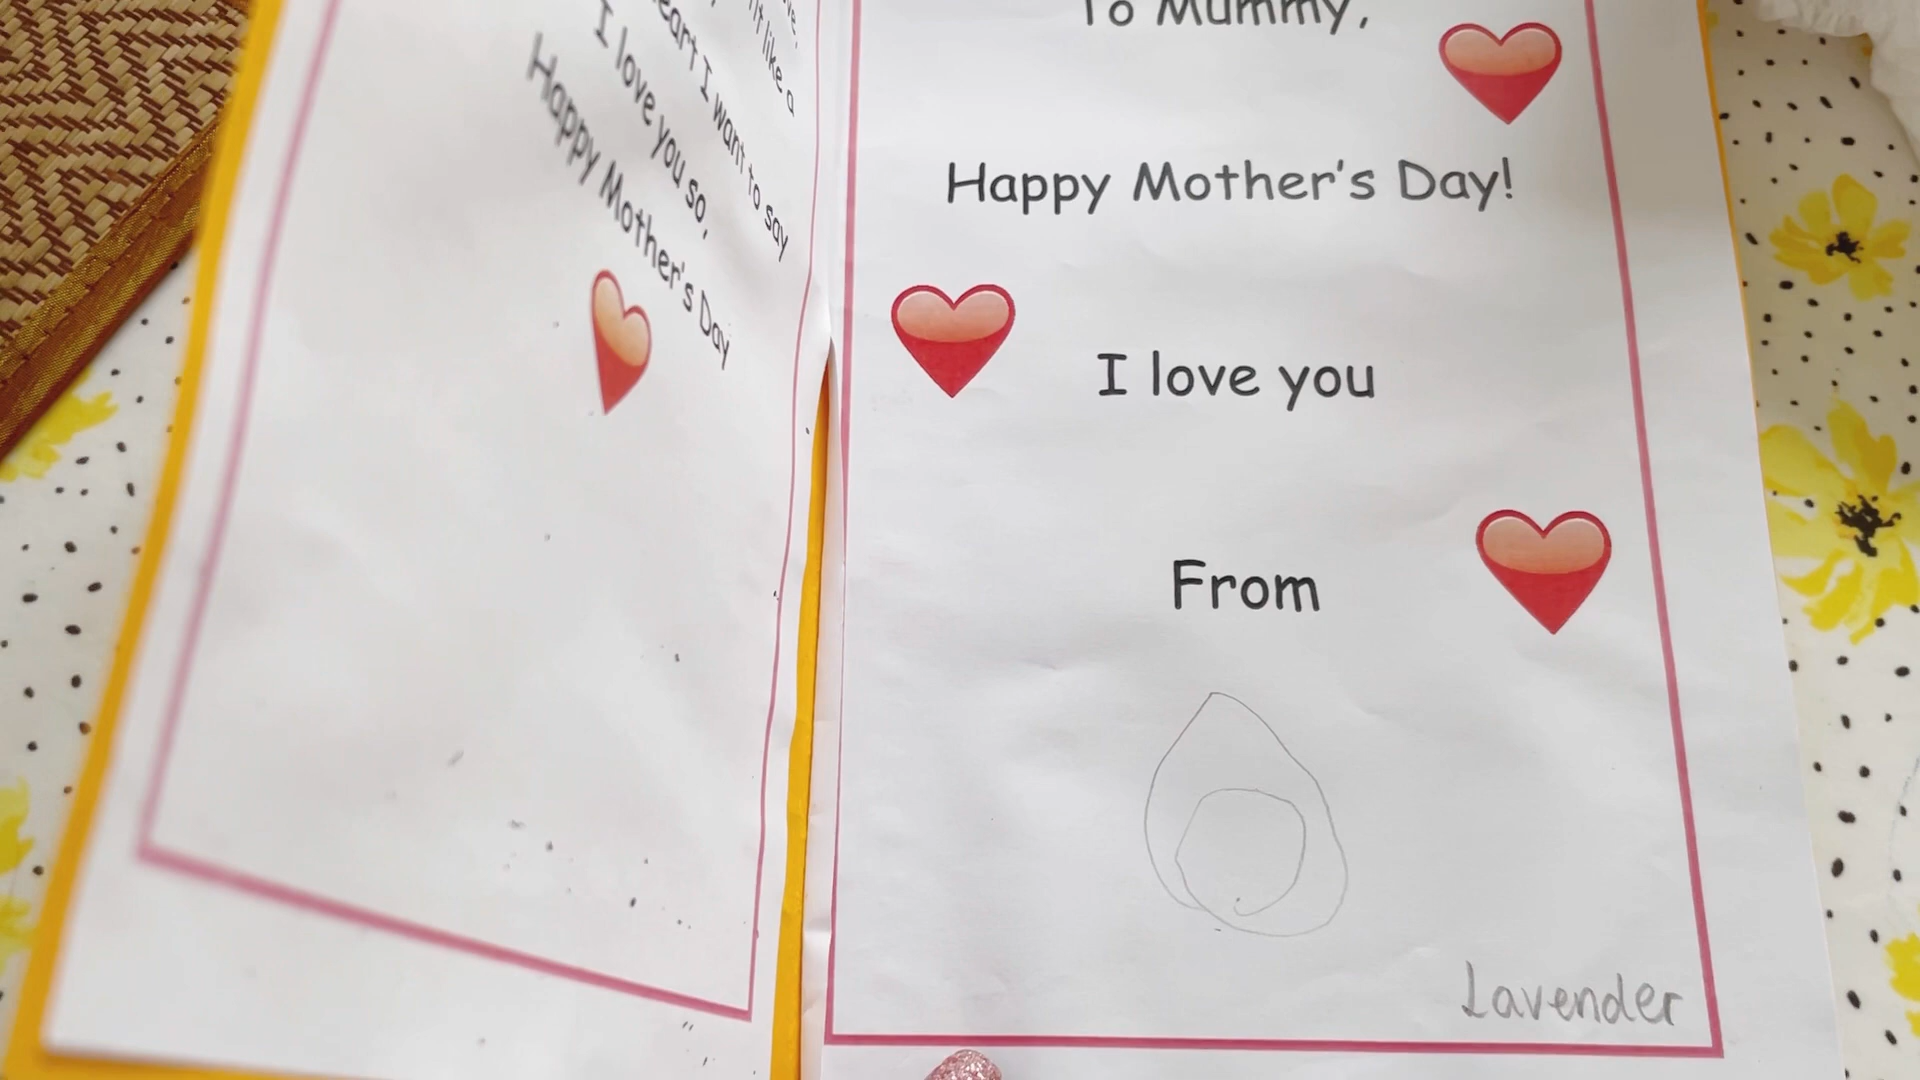 like a
heart I want to say
I love you so,
Happy Mother's Day
To Mummy,
Happy Mother's Day!
I love you
From
Lavender